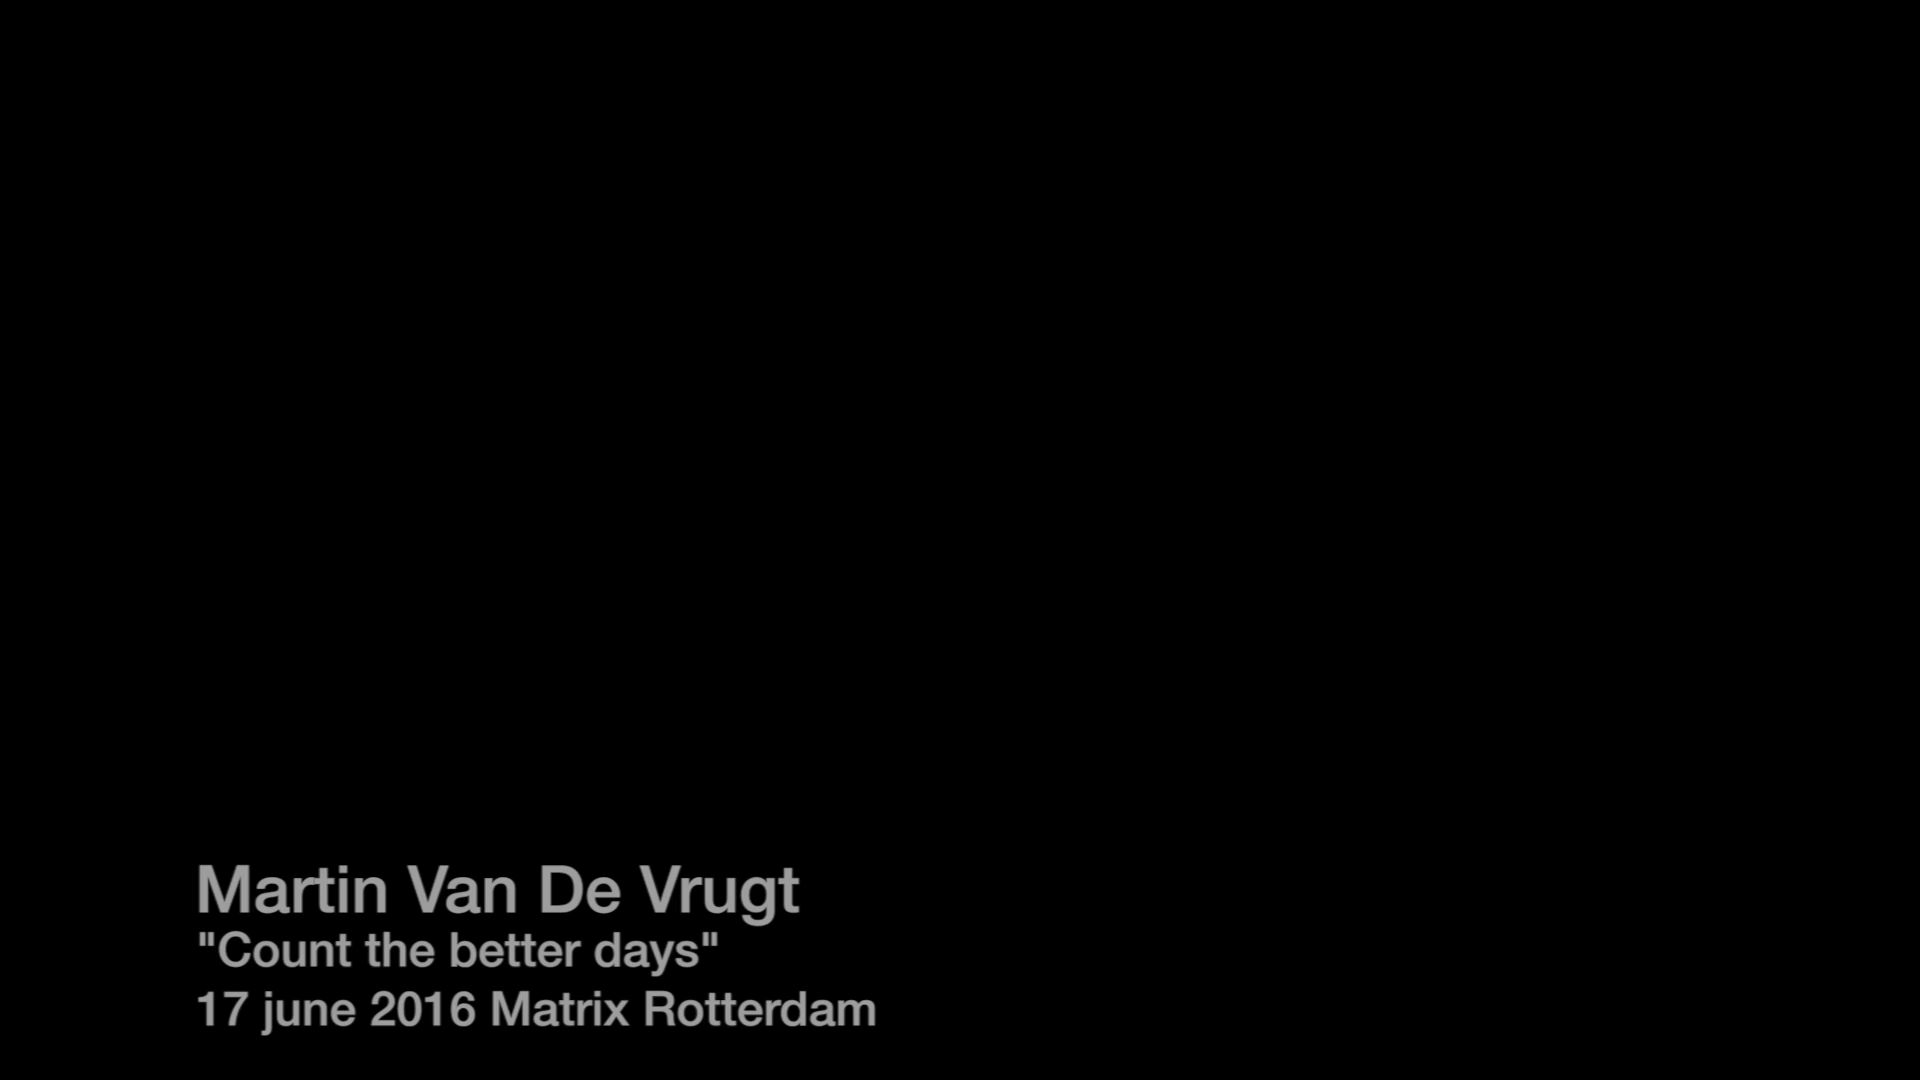 Martin Van De Vrugt
"Count the better days"
17 june 2016 Matrix Rotterdam